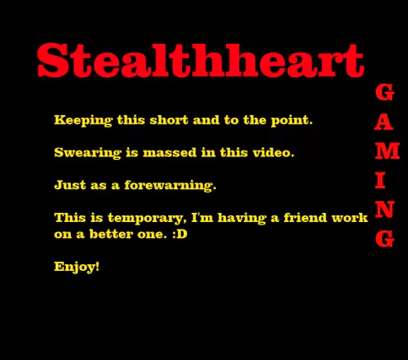 Stealthheart
GAMING
Keeping this short and to the point.
Swearing is massed in this video.
Just as a forewarning.
This is temporary, I'm having a friend work
on a better one. :D
Enjoy!